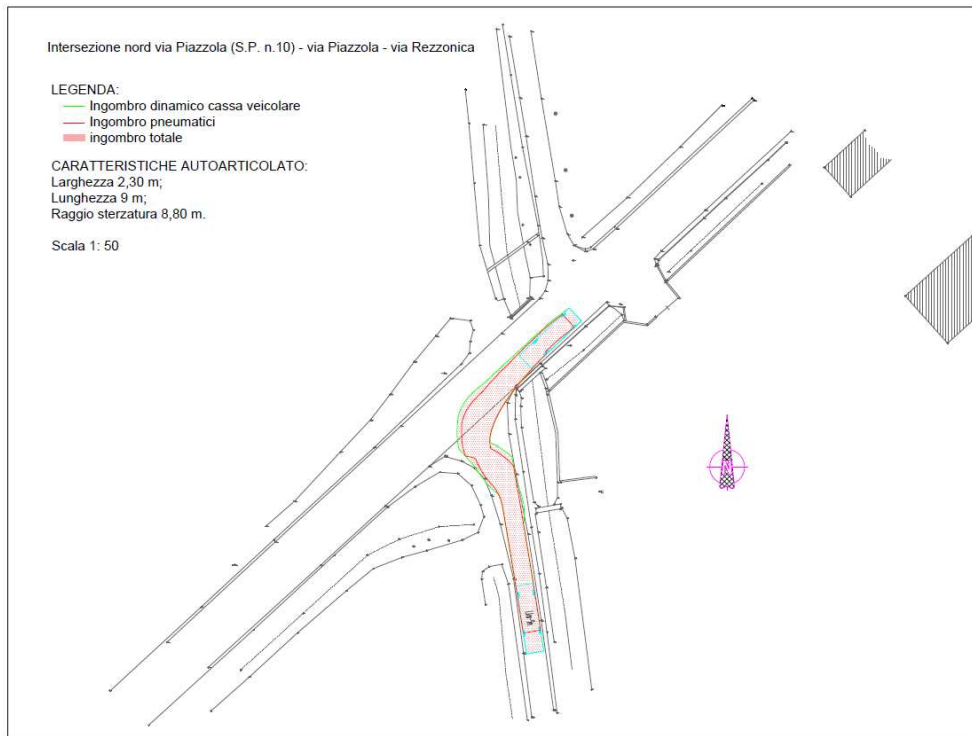 Intersezione nord via Piazzola (S.P. n.10) - via Piazzola - via Rezzonica
LEGENDA:
Ingombro dinamico cassa veicolare
Ingombro pneumatici
ingombro totale
CARATTERISTICHE AUTOARTICOLATO:
Larghezza 2,30 m;
Lunghezza 9 m;
Raggio sterzatura 8,80 m.
Scala 1: 50
N